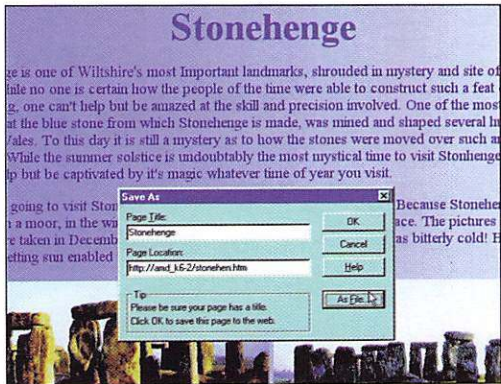 Stonehenge
ge is one of Wiltshire's most Important landmarks, shrouded in mystery and site of
ile no one is certain how the people of the time were able to construct such a feat
g, one can't help but be amazed at the skill and precision involved. One of the mos
at the blue stone from which Stonehenge is made, was mined and shaped several hu
Vales. To this day it is still a mystery as to how the stones were moved over such a
While the summer solstice is undoubtably the most mystical time to visit Stonhenge
lp but be captivated by it's magic whatever time of year you visit.
going to visit Ston Because Stonehe
a moor, in the wi ace. The pictures
e taken in Decemb as bitterly cold! H
etting sun enabled
Save As
Page Title:
Stonehenge
Page Location:
http://amd_k6-2/stonehen.htm
OK
Cancel
Help
As File...
Tip
Please be sure your page has a title.
Click OK to save this page to the web.